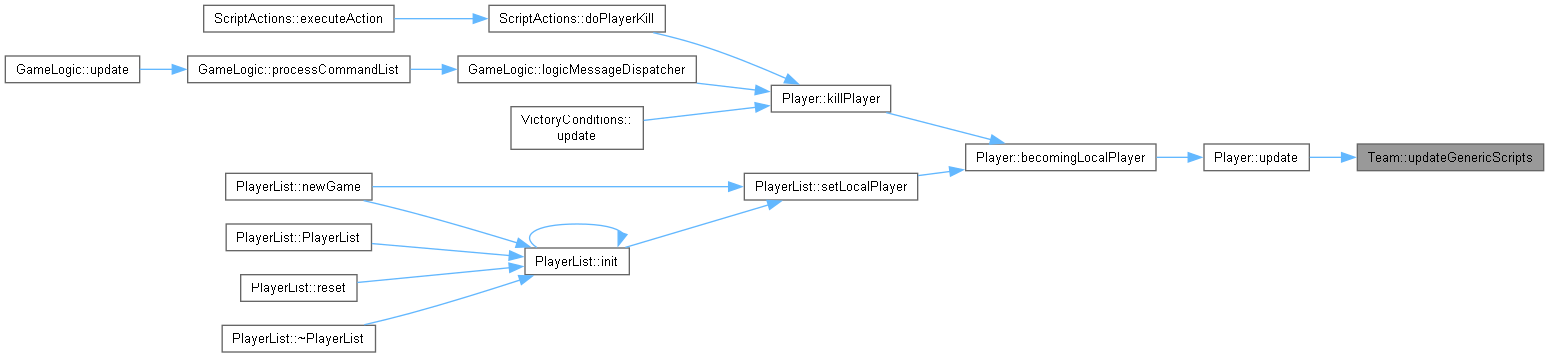 ScriptActions::executeAction
ScriptActions::doPlayerKill
GameLogic::update
GameLogic::processCommandList
GameLogic::logicMessageDispatcher
Player::killPlayer
VictoryConditions::
update
Player::becomingLocalPlayer
Player::update
Team::updateGenericScripts
PlayerList::newGame
PlayerList::setLocalPlayer
PlayerList::PlayerList
PlayerList::init
PlayerList::reset
PlayerList::~PlayerList